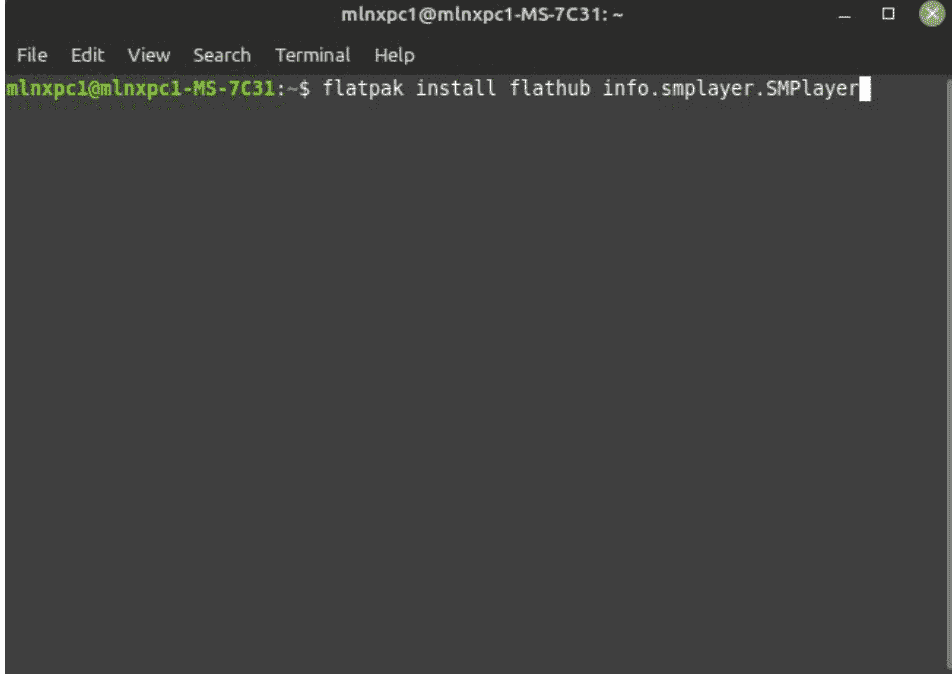 mlnxpc1@mlnxpc1-MS-7C31: ~
File Edit View Search Terminal Help
mlnxpc1@mlnxpc1-MS-7C31:~$ flatpak install flathub info.smplayer.SMPlayer